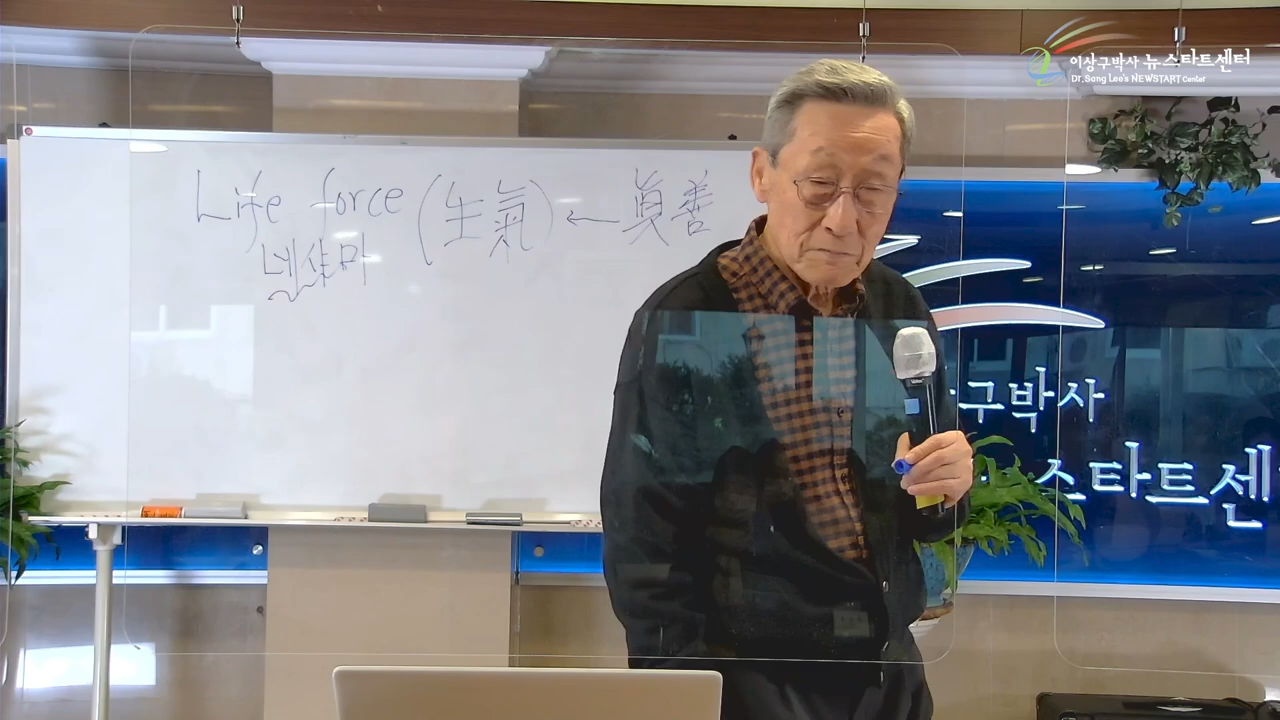 이상구박사 뉴스타트센터
Dr. Sang Lee's NEWSTART Center
Life force (生氣) ← 眞善
네샤마
구박사
스타트센